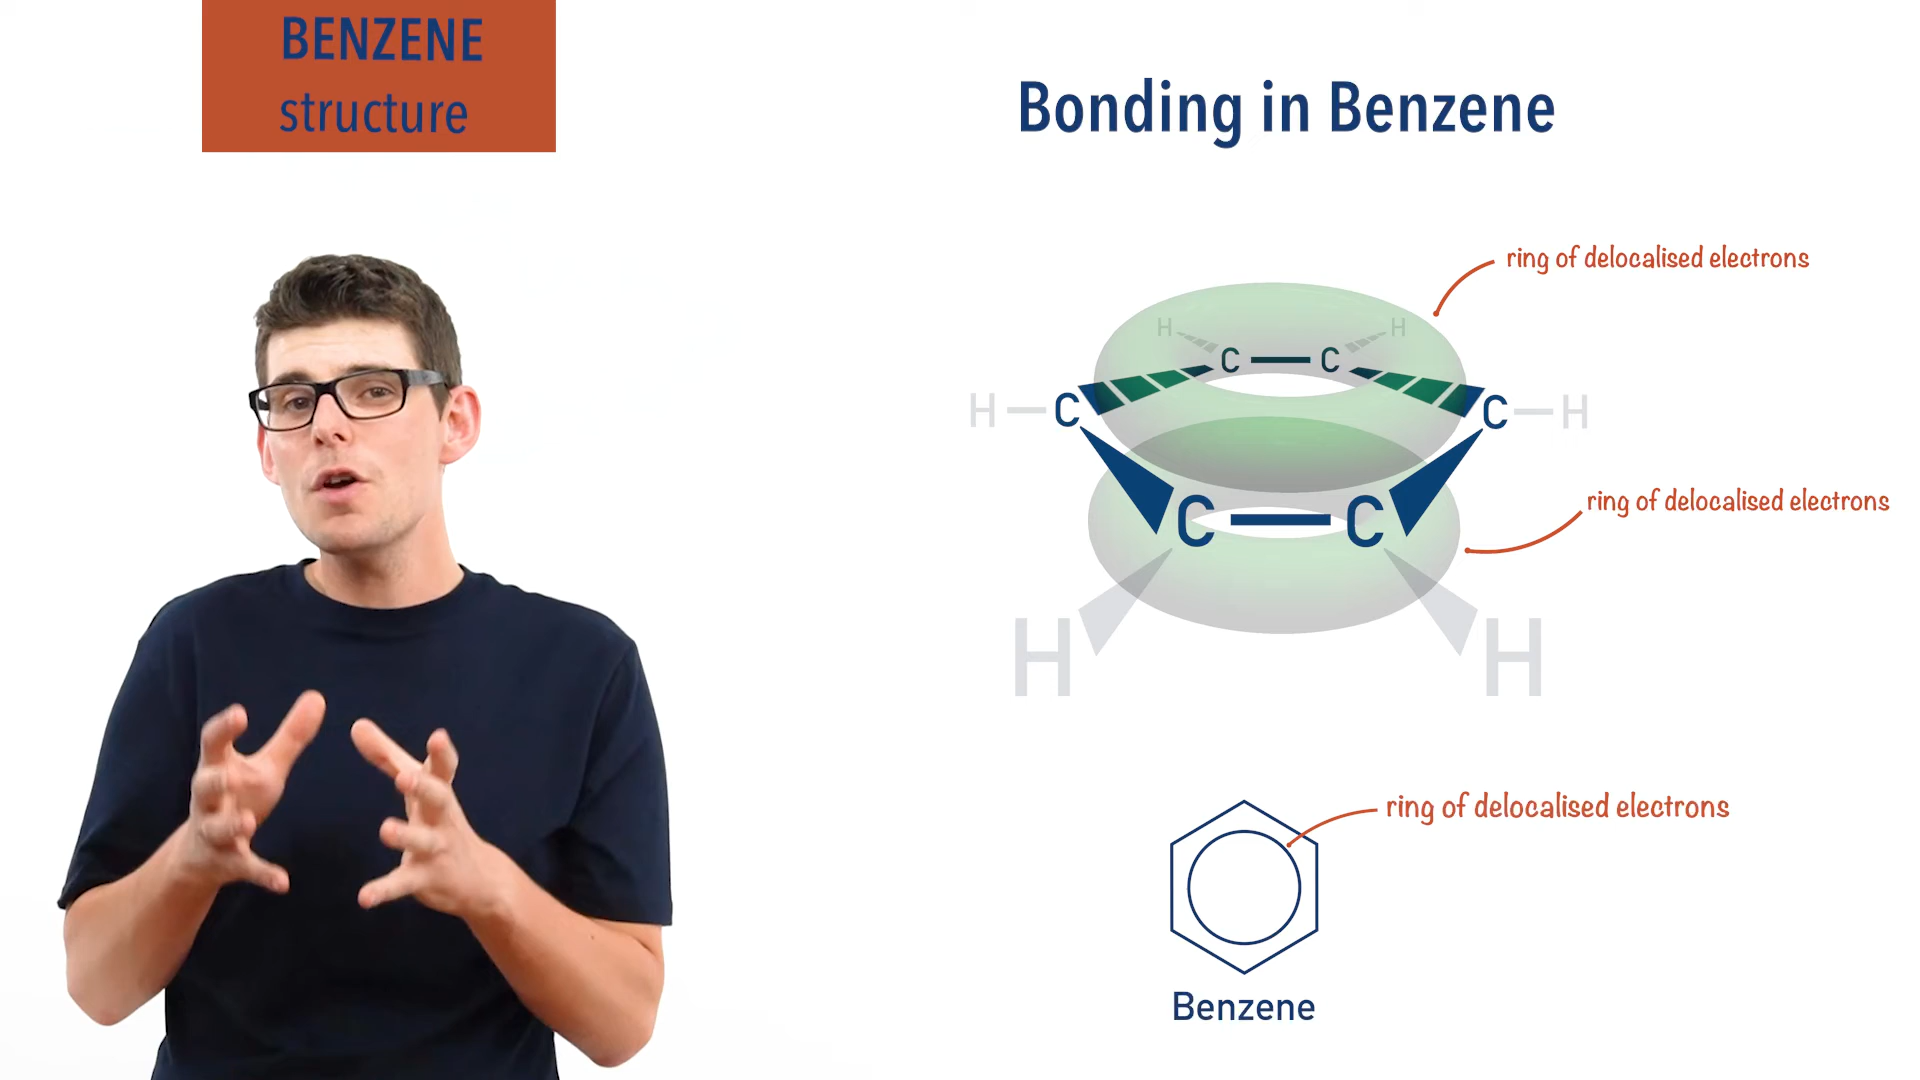 BENZENE
structure
Bonding in Benzene
ring of delocalised electrons
H H
C — C
H — C C — H
ring of delocalised electrons
C — C
H H
ring of delocalised electrons
Benzene